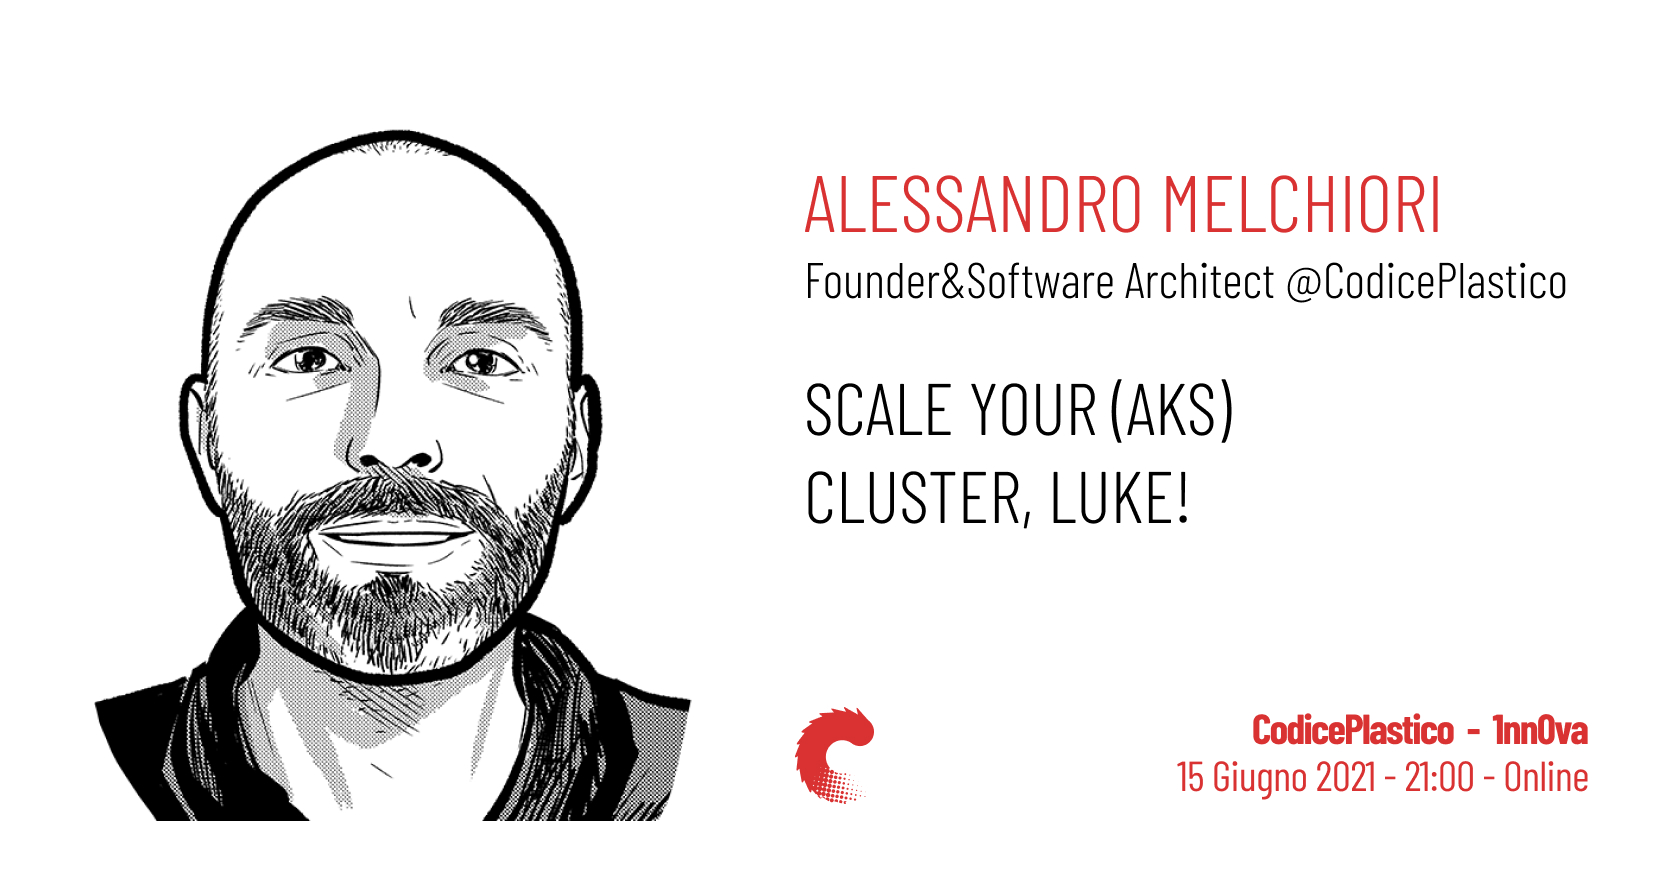 ALESSANDRO MELCHIORI
Founder&Software Architect @CodicePlastico
SCALE YOUR (AKS)
CLUSTER, LUKE!
CodicePlastico - 1nn0va
15 Giugno 2021 - 21:00 - Online